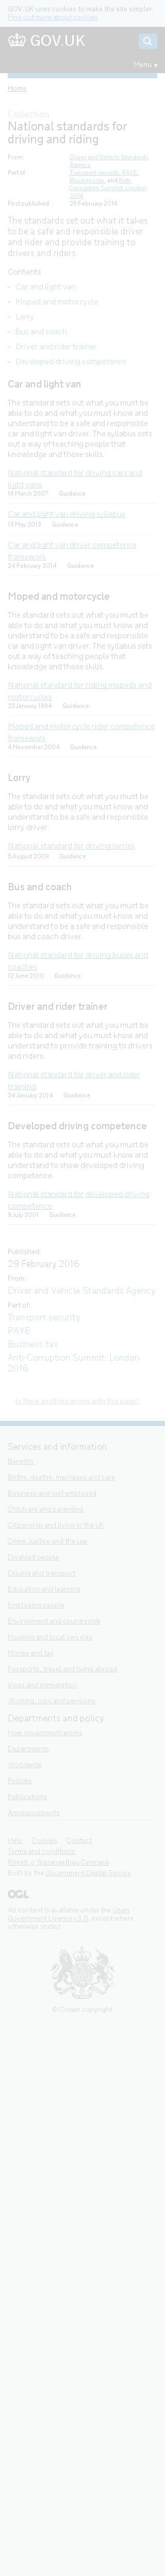 GOV.UK uses cookies to make the site simpler.
Find out more about cookies
GOV.UK
Menu
Home
Collection
National standards for
driving and riding
From:
Driver and Vehicle Standards
Agency
Part of:
Transport security, PAYE,
Business tax, and Anti-
Corruption Summit: London
2016
First published:
29 February 2016
The standards set out what it takes
to be a safe and responsible driver
or rider and provide training to
drivers and riders.
Contents
Car and light van
Moped and motorcycle
Lorry
Bus and coach
Driver and rider trainer
Developed driving competence
Car and light van
The standard sets out what you must be able
to do and what you must know and
understand to be a safe and responsible
car and light van driver. The syllabus sets
out a way of teaching people that
knowledge and those skills.
National standard for driving cars and
light vans
19 March 2007 Guidance
Car and light van driving syllabus
13 May 2013 Guidance
Car and light van driver competence
framework
24 February 2014 Guidance
Moped and motorcycle
The standard sets out what you must be able
to do and what you must know and
understand to be a safe and responsible
car and light van driver. The syllabus sets
out a way of teaching people that
knowledge and those skills.
National standard for riding mopeds and
motorcycles
22 January 1984 Guidance
Moped and motorcycle rider competence
framework
4 November 2004 Guidance
Lorry
The standard sets out what you must be able
to do and what you must know and
understand to be a safe and responsible
lorry driver.
National standard for driving lorries
5 August 2009 Guidance
Bus and coach
The standard sets out what you must be able
to do and what you must know and
understand to be a safe and responsible
bus and coach driver.
National standard for driving buses and
coaches
12 June 2010 Guidance
Driver and rider trainer
The standard sets out what you must be able
to do and what you must know and
understand to provide training to drivers
and riders.
National standard for driver and rider
training
24 January 2014 Guidance
Developed driving competence
The standard sets out what you must be able
to do and what you must know and
understand to show developed driving
competence.
National standard for developed driving
competence
9 July 2001 Guidance
Published:
29 February 2016
From:
Driver and Vehicle Standards Agency
Part of:
Transport security
PAYE
Business tax
Anti-Corruption Summit: London
2016
Is there anything wrong with this page?
Services and information
Benefits
Births, deaths, marriages and care
Business and self-employed
Childcare and parenting
Citizenship and living in the UK
Crime, justice and the law
Disabled people
Driving and transport
Education and learning
Employing people
Environment and countryside
Housing and local services
Money and tax
Passports, travel and living abroad
Visas and immigration
Working, jobs and pensions
Departments and policy
How government works
Departments
Worldwide
Policies
Publications
Announcements
Help Cookies Contact
Terms and conditions
Rhestr o Wasanaethau Cymraeg
Built by the Government Digital Service
OGL
All content is available under the Open
Government Licence v3.0, except where
otherwise stated
© Crown copyright